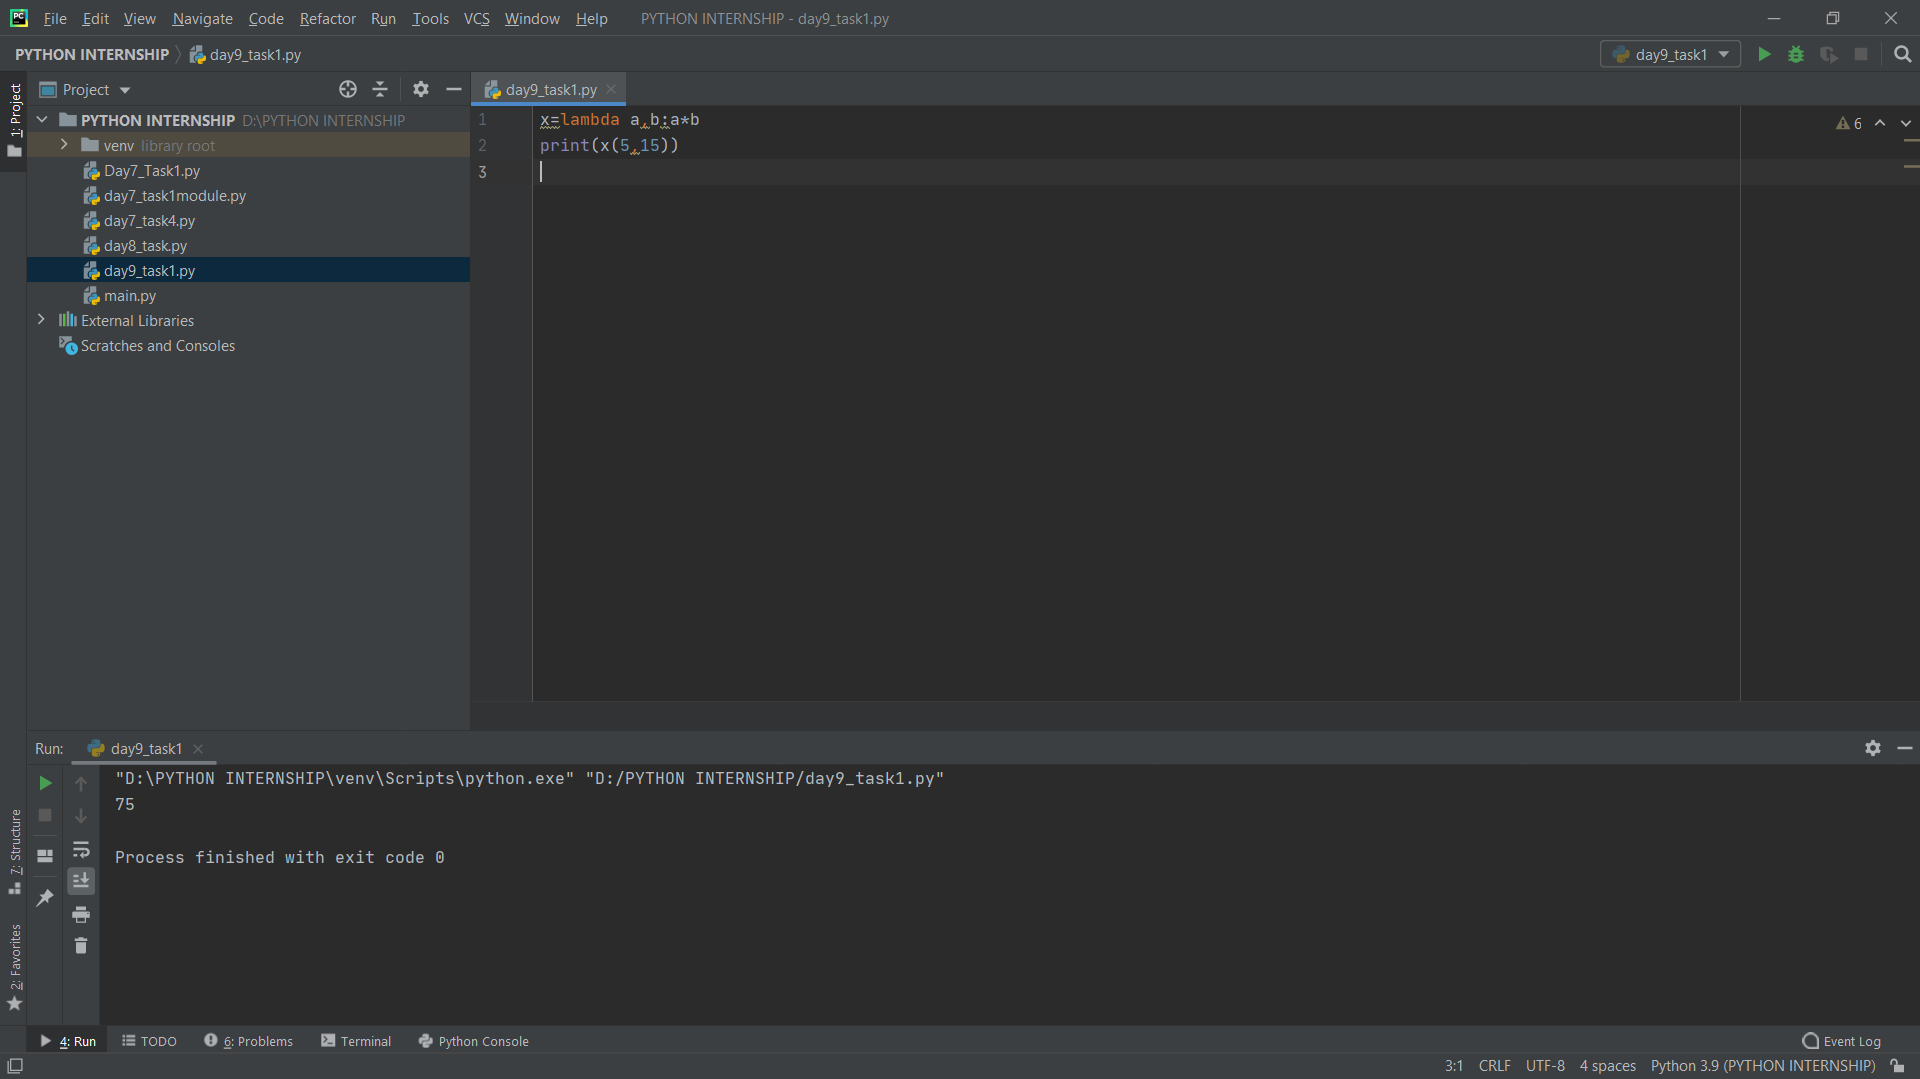 File Edit View Navigate Code Refactor Run Tools VCS Window Help PYTHON INTERNSHIP - day9_task1.py
PYTHON INTERNSHIP day9_task1.py
day9_task1
1: Project
Project
day9_task1.py
PYTHON INTERNSHIP D:\PYTHON INTERNSHIP
venv library root
Day7_Task1.py
day7_task1module.py
day7_task4.py
day8_task.py
day9_task1.py
main.py
External Libraries
Scratches and Consoles
1 x=lambda a,b:a*b
2 print(x(5,15))
3
6
Run: day9_task1
"D:\PYTHON INTERNSHIP\venv\Scripts\python.exe" "D:/PYTHON INTERNSHIP/day9_task1.py"
75
Process finished with exit code 0
7: Structure
2: Favorites
4: Run TODO 6: Problems Terminal Python Console Event Log
3:1 CRLF UTF-8 4 spaces Python 3.9 (PYTHON INTERNSHIP)